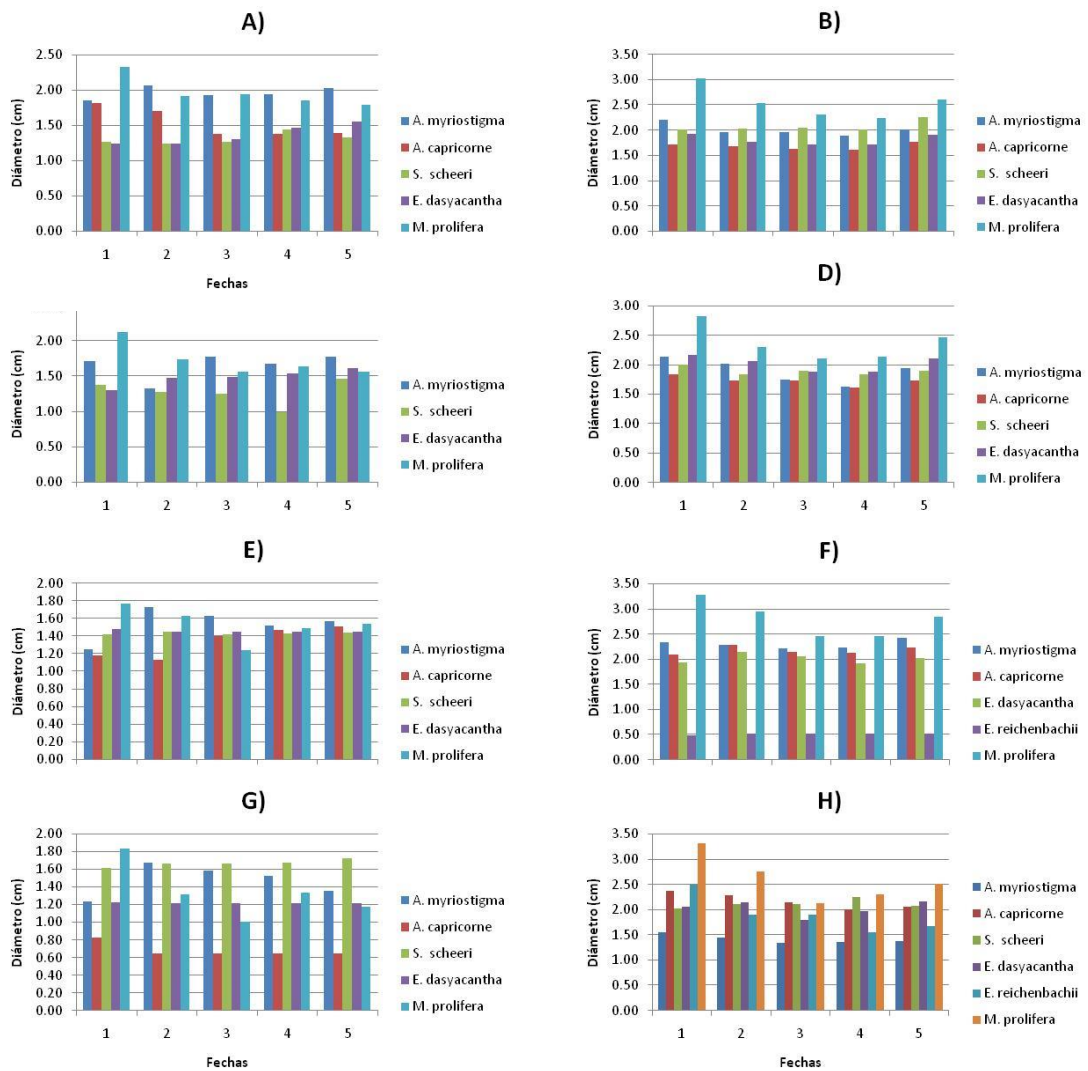 A)
2.50
2.00
1.50
1.00
0.50
0.00
Diámetro (cm)
1 2 3 4 5
Fechas
A. myriostigma
A. capricorne
S. scheeri
E. dasyacantha
M. prolifera
B)
3.50
3.00
2.50
2.00
1.50
1.00
0.50
0.00
Diámetro (cm)
1 2 3 4 5
A. myriostigma
A. capricorne
S. scheeri
E. dasyacantha
M. prolifera
2.00
1.50
1.00
0.50
0.00
Diámetro (cm)
1 2 3 4 5
A. myriostigma
S. scheeri
E. dasyacantha
M. prolifera
D)
3.00
2.50
2.00
1.50
1.00
0.50
0.00
Diámetro (cm)
1 2 3 4 5
A. myriostigma
A. capricorne
S. scheeri
E. dasyacantha
M. prolifera
E)
2.00
1.80
1.60
1.40
1.20
1.00
0.80
0.60
0.40
0.20
0.00
Diámetro (cm)
1 2 3 4 5
A. myriostigma
A. capricorne
S. scheeri
E. dasyacantha
M. prolifera
F)
3.50
3.00
2.50
2.00
1.50
1.00
0.50
0.00
Diámetro (cm)
1 2 3 4 5
A. myriostigma
A. capricorne
E. dasyacantha
E. reichenbachii
M. prolifera
G)
2.00
1.80
1.60
1.40
1.20
1.00
0.80
0.60
0.40
0.20
0.00
Diámetro (cm)
1 2 3 4 5
Fechas
A. myriostigma
A. capricorne
S. scheeri
E. dasyacantha
M. prolifera
H)
3.50
3.00
2.50
2.00
1.50
1.00
0.50
0.00
Diámetro (cm)
1 2 3 4 5
Fechas
A. myriostigma
A. capricorne
S. scheeri
E. dasyacantha
E. reichenbachii
M. prolifera